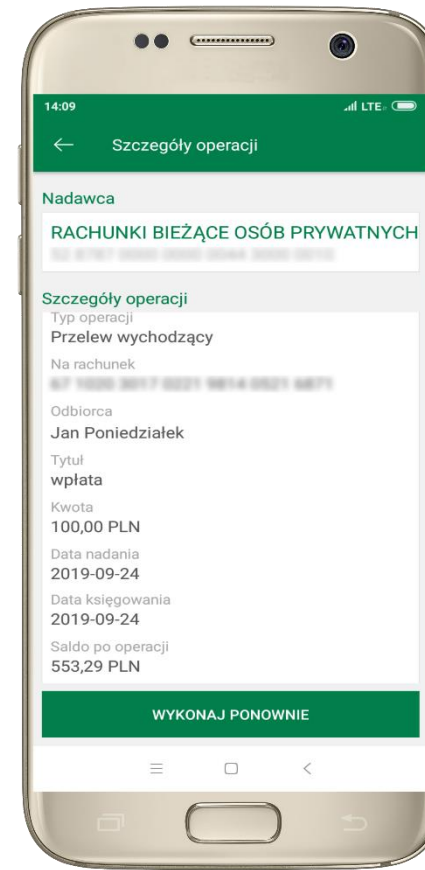 14:09
LTE
Szczegóły operacji
Nadawca
RACHUNKI BIEŻĄCE OSÓB PRYWATNYCH
Szczegóły operacji
Typ operacji
Przelew wychodzący
Na rachunek
Odbiorca
Jan Poniedziałek
Tytuł
wpłata
Kwota
100,00 PLN
Data nadania
2019-09-24
Data księgowania
2019-09-24
Saldo po operacji
553,29 PLN
WYKONAJ PONOWNIE